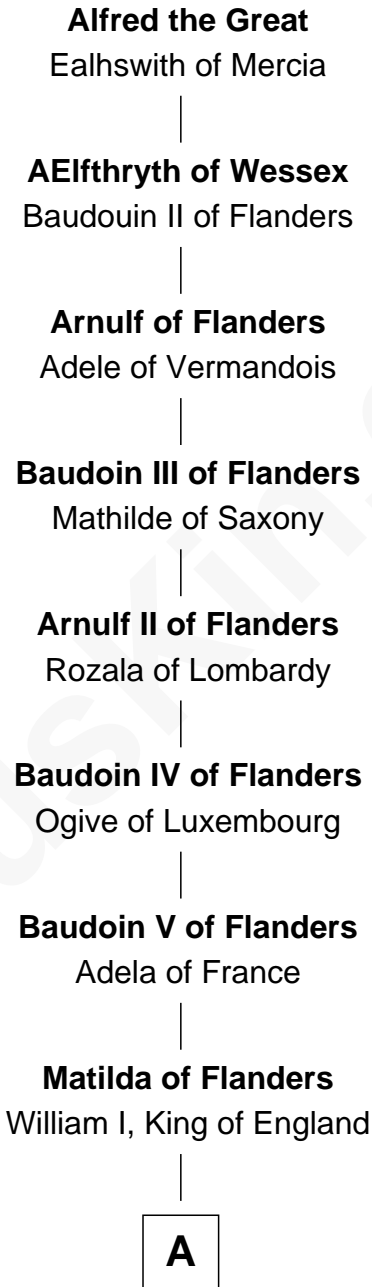 Alfred the Great
Ealhswith of Mercia
AElfthryth of Wessex
Baudouin II of Flanders
Arnulf of Flanders
Adele of Vermandois
Baudoin III of Flanders
Mathilde of Saxony
Arnulf II of Flanders
Rozala of Lombardy
Baudoin IV of Flanders
Ogive of Luxembourg
Baudoin V of Flanders
Adela of France
Matilda of Flanders
William I, King of England
A